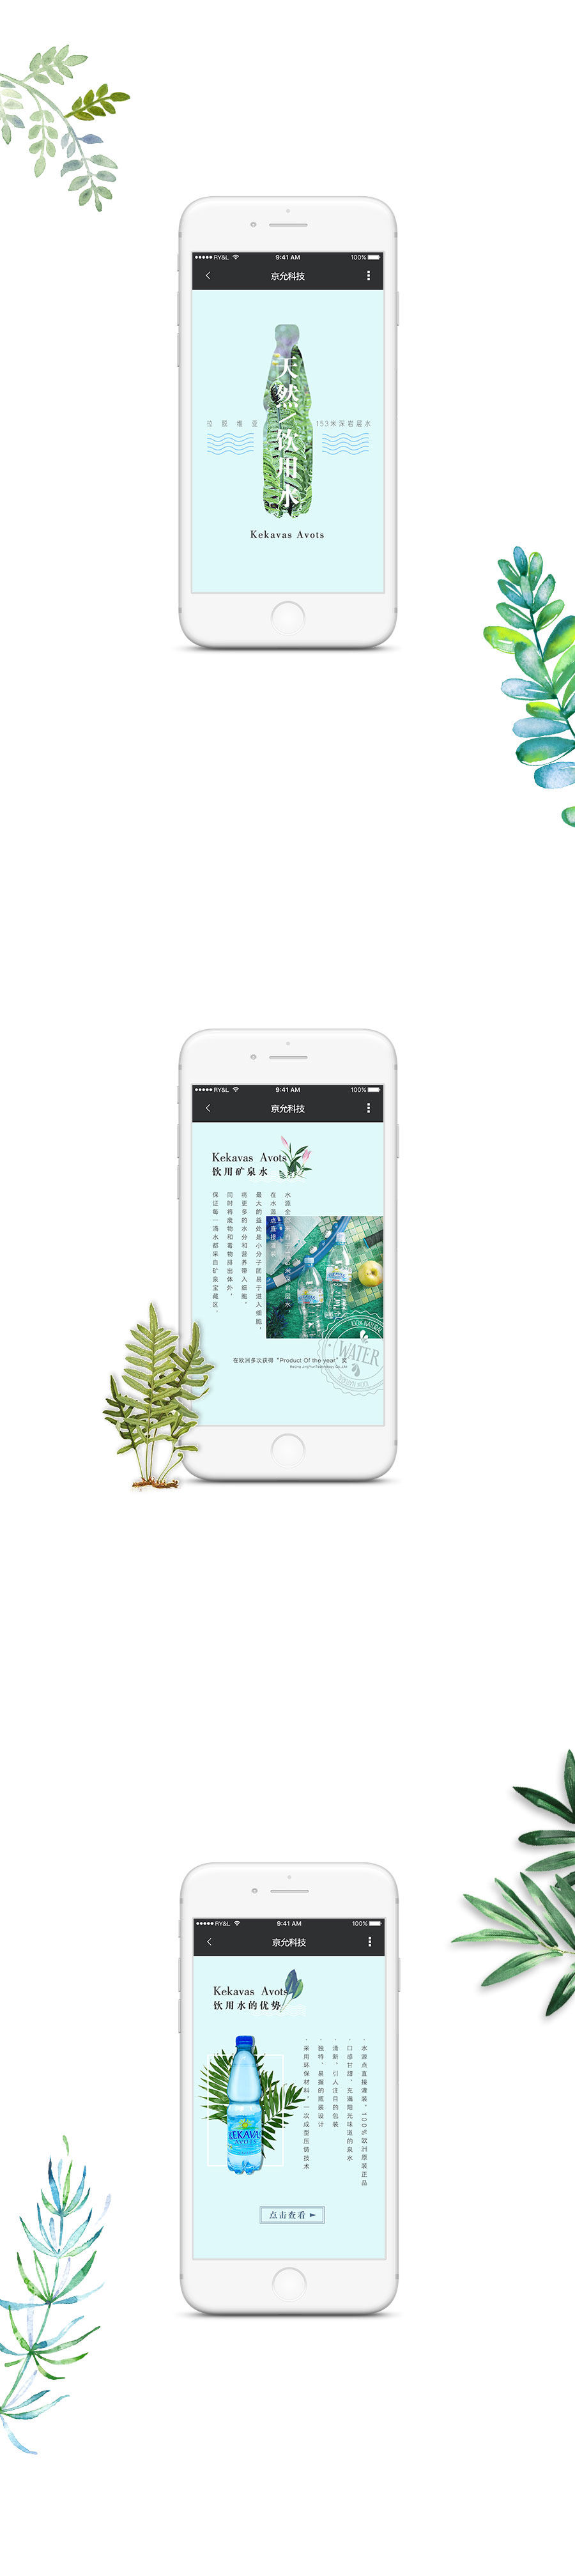 RY&L
9:41 AM
100%
京允科技
天然/饮用水
拉脱维亚
153米深岩层水
Kekavas Avots
RY&L
9:41 AM
100%
京允科技
Kekavas Avots
饮用矿泉水
在水源点直接灌装，
最大的益处是小分子团易于进入细胞，
将更多的水分和营养带入细胞，
同时将废物和毒物排出体外，
保证每一滴水都采自矿泉宝藏区。
100% NATURAL
WATER
在欧洲多次获得“Product Of the year”奖
RY&L
9:41 AM
100%
京允科技
Kekavas Avots
饮用水的优势
· 水源点直接灌装，100%欧洲原装正品
· 口感甘甜、充满阳光味道的泉水
· 清新、引人注目的包装
· 独特、易握的瓶装设计
· 采用环保材料，一次成型压铸技术
KEKAVAS
AVOTS
点击查看